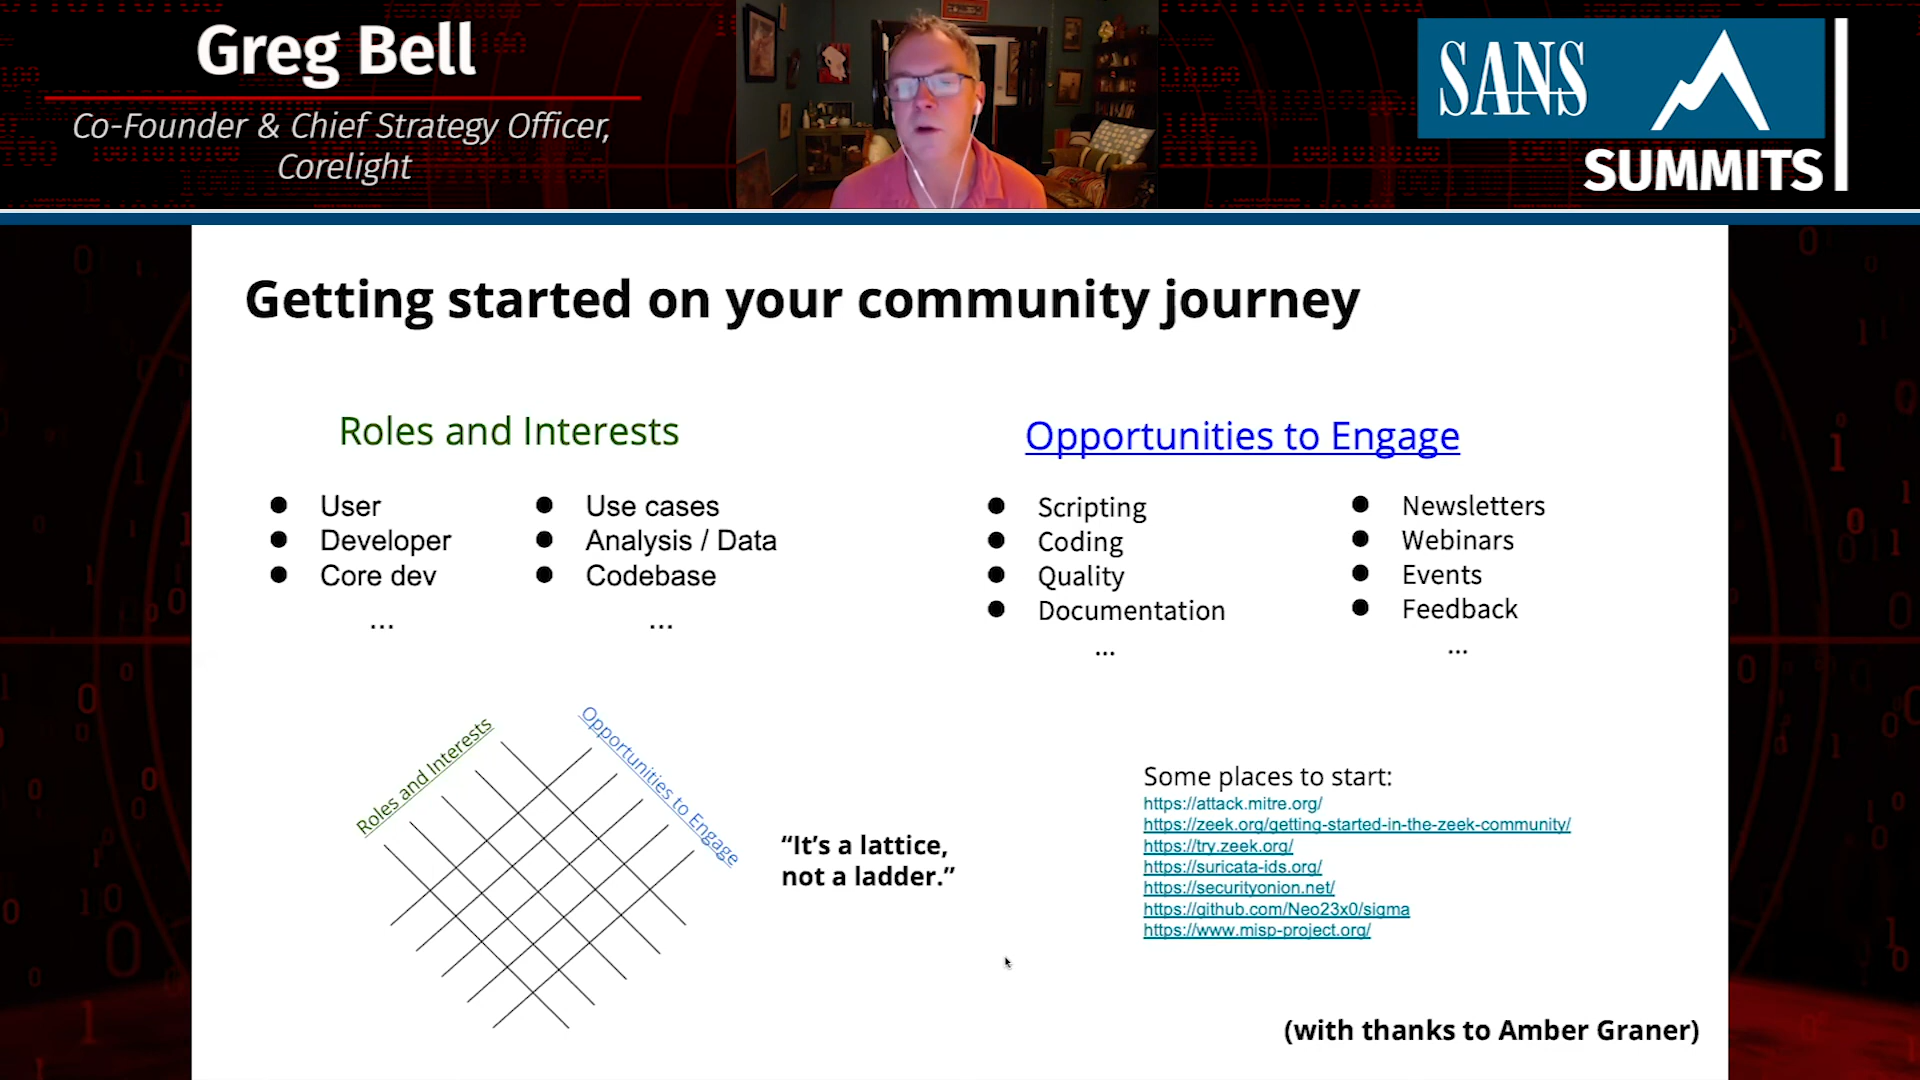 Greg Bell
Co-Founder & Chief Strategy Officer,
Corelight
SANS
SUMMITS
Getting started on your community journey
Roles and Interests
● User
● Developer
● Core dev
...
● Use cases
● Analysis / Data
● Codebase
...
Opportunities to Engage
● Scripting
● Coding
● Quality
● Documentation
...
● Newsletters
● Webinars
● Events
● Feedback
...
Roles and Interests
Opportunities to Engage
“It’s a lattice,
not a ladder.”
Some places to start:
https://attack.mitre.org/
https://zeek.org/getting-started-in-the-zeek-community/
https://try.zeek.org/
https://suricata-ids.org/
https://securityonion.net/
https://github.com/Neo23x0/sigma
https://www.misp-project.org/
(with thanks to Amber Graner)